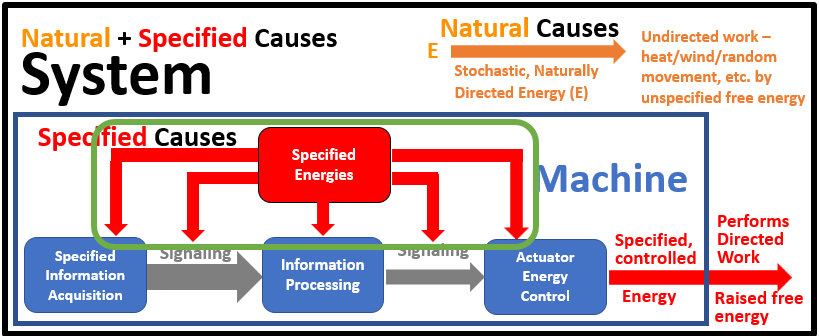 Natural + Specified Causes
System
Natural Causes
E
Stochastic, Naturally
Directed Energy (E)
Undirected work –
heat/wind/random
movement, etc. by
unspecified free energy
Specified Causes
Specified
Energies
Machine
Specified
Information
Acquisition
Signaling
Information
Processing
Signaling
Actuator
Energy
Control
Specified,
controlled
Energy
Performs
Directed
Work
Raised free
energy